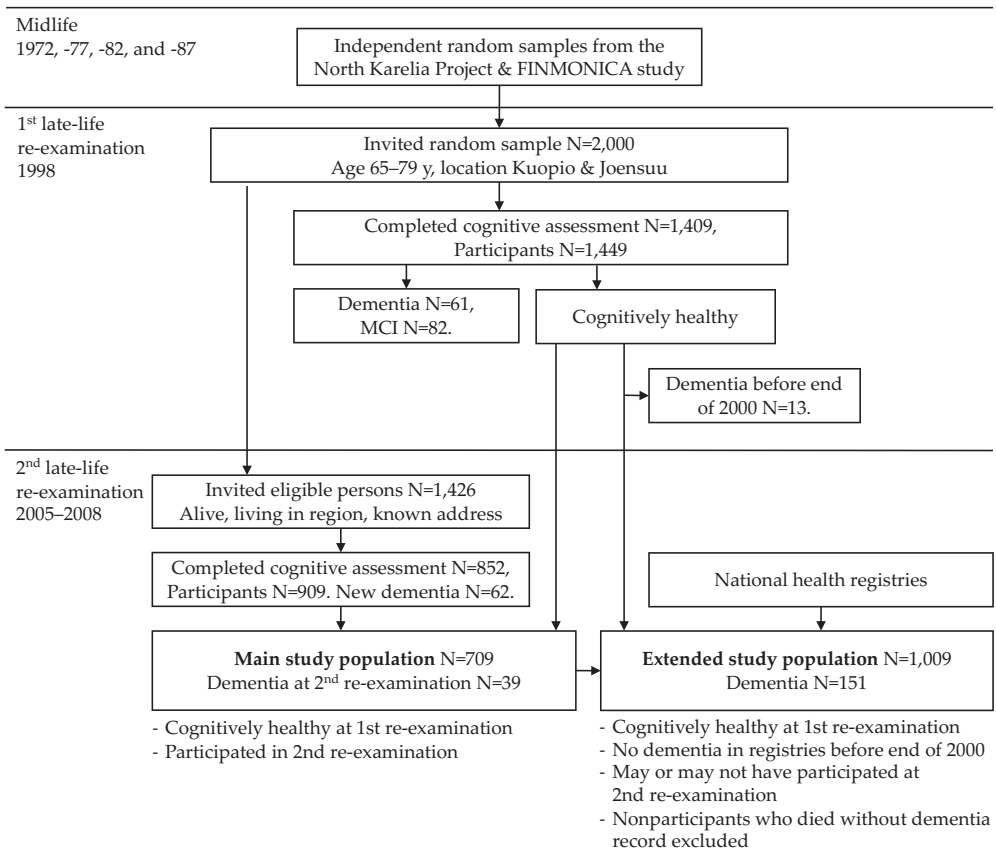 Midlife
1972, -77, -82, and -87
Independent random samples from the
North Karelia Project & FINMONICA study
1st late-life
re-examination
1998
Invited random sample N=2,000
Age 65–79 y, location Kuopio & Joensuu
Completed cognitive assessment N=1,409,
Participants N=1,449
Dementia N=61,
MCI N=82.
Cognitively healthy
Dementia before end
of 2000 N=13.
2nd late-life
re-examination
2005–2008
Invited eligible persons N=1,426
Alive, living in region, known address
Completed cognitive assessment N=852,
Participants N=909. New dementia N=62.
National health registries
Main study population N=709
Dementia at 2nd re-examination N=39
Extended study population N=1,009
Dementia N=151
- Cognitively healthy at 1st re-examination
- Participated in 2nd re-examination
- Cognitively healthy at 1st re-examination
- No dementia in registries before end of 2000
- May or may not have participated at
2nd re-examination
- Nonparticipants who died without dementia
record excluded